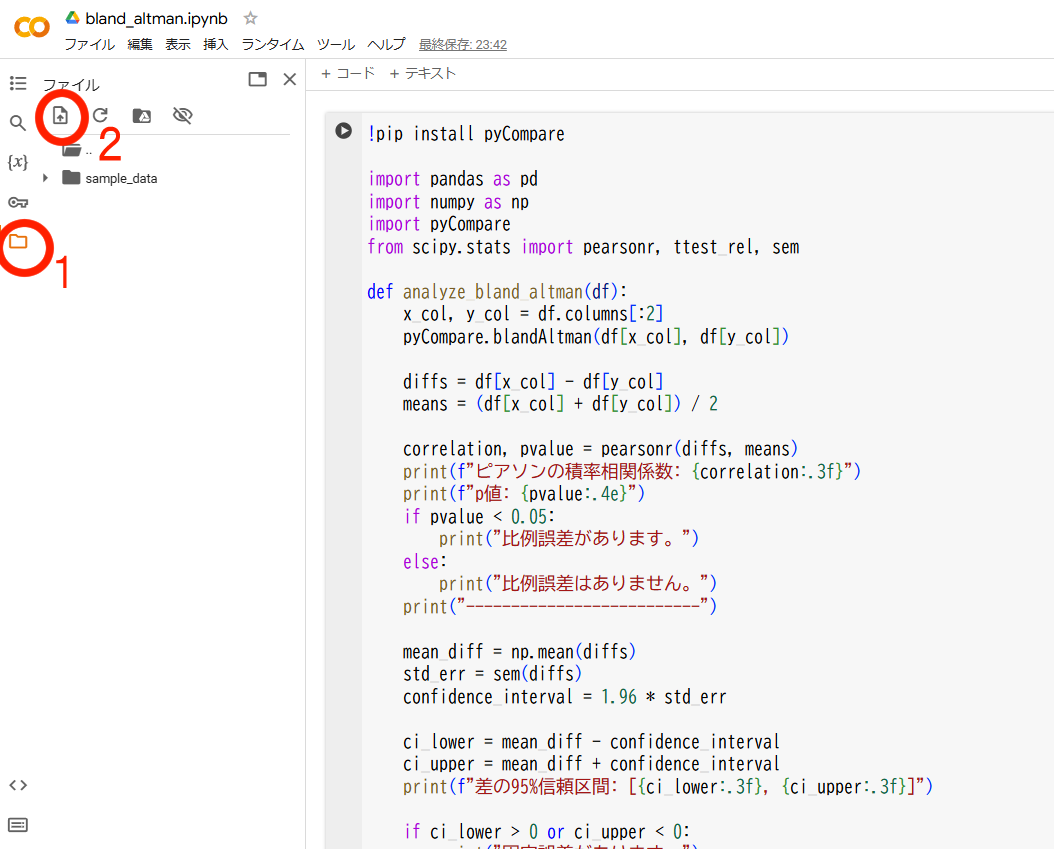 bland_altman.ipynb
ファイル 編集 表示 挿入 ランタイム ツール ヘルプ 最終保存: 23:42
ファイル
+ コード + テキスト
2
..
{x}
sample_data
1
!pip install pyCompare
import pandas as pd
import numpy as np
import pyCompare
from scipy.stats import pearsonr, ttest_rel, sem
def analyze_bland_altman(df):
x_col, y_col = df.columns[:2]
pyCompare.blandAltman(df[x_col], df[y_col])
diffs = df[x_col] - df[y_col]
means = (df[x_col] + df[y_col]) / 2
correlation, pvalue = pearsonr(diffs, means)
print(f"ピアソンの積率相関係数: {correlation:.3f}")
print(f"p値: {pvalue:.4e}")
if pvalue < 0.05:
print("比例誤差があります。")
else:
print("比例誤差はありません。")
print("--------------------------")
mean_diff = np.mean(diffs)
std_err = sem(diffs)
confidence_interval = 1.96 * std_err
ci_lower = mean_diff - confidence_interval
ci_upper = mean_diff + confidence_interval
print(f"差の95%信頼区間: [{ci_lower:.3f}, {ci_upper:.3f}]")
if ci_lower > 0 or ci_upper < 0: